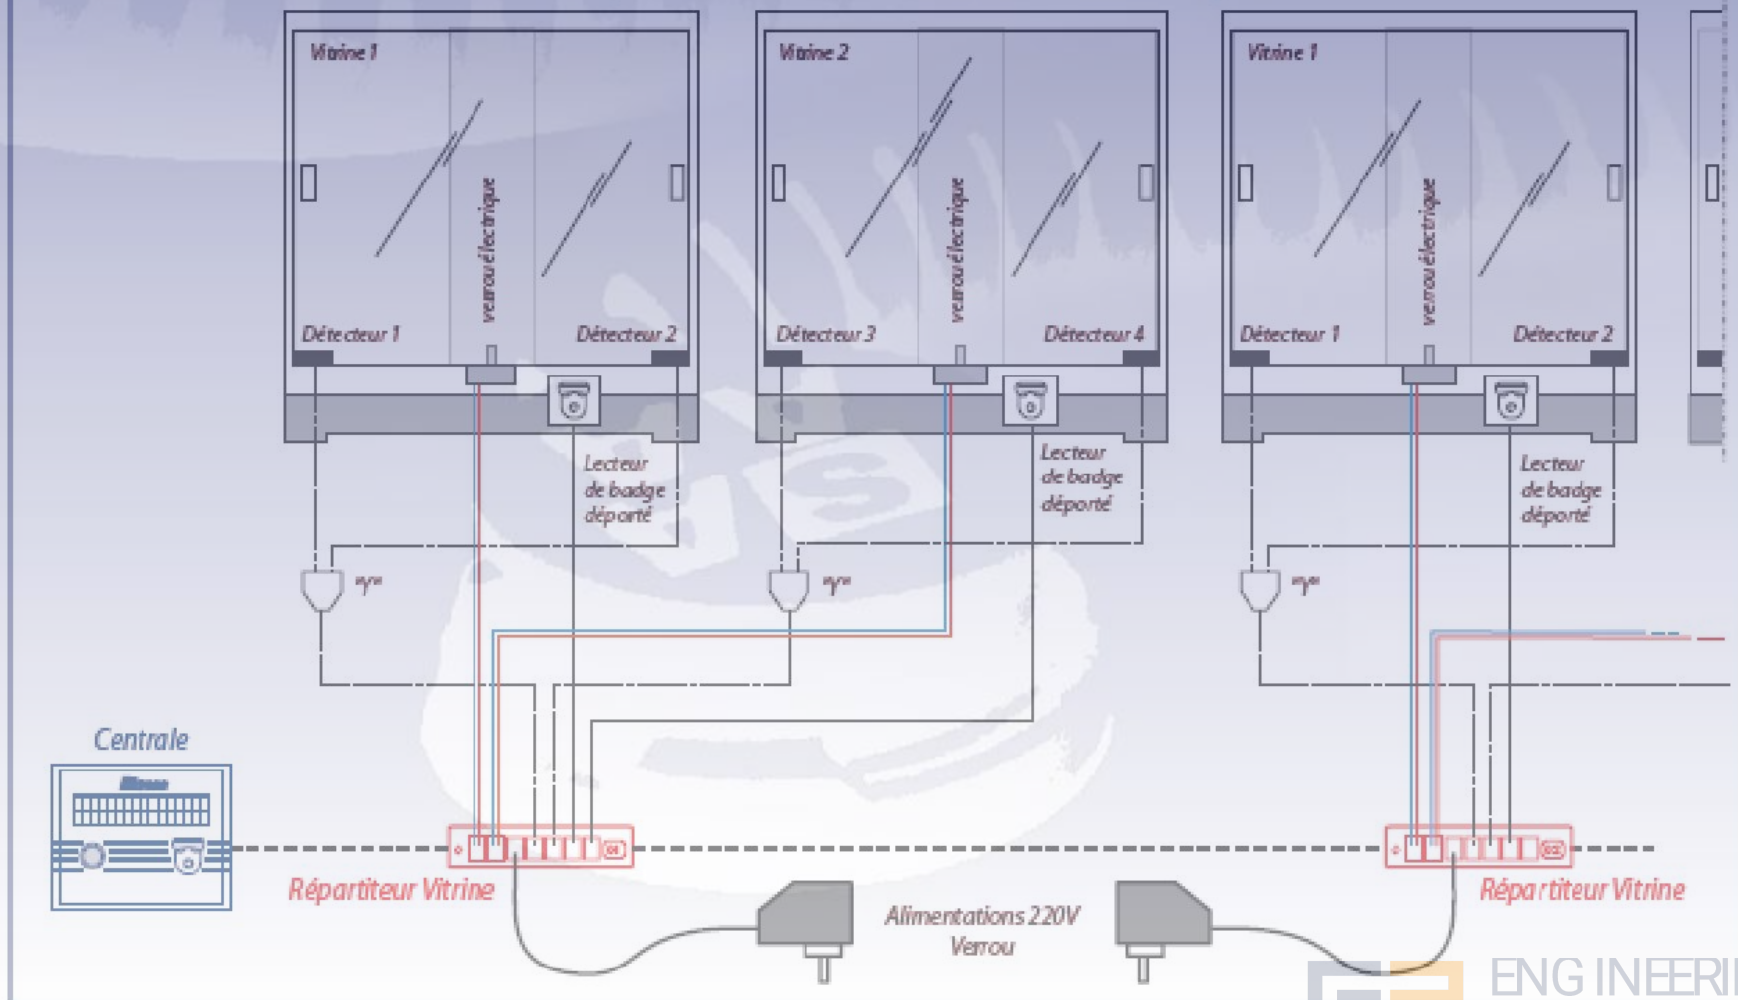 Vitrine 1
Vitrine 2
Vitrine 1
verrou électrique
verrou électrique
verrou électrique
Détecteur 1
Détecteur 2
Détecteur 3
Détecteur 4
Détecteur 1
Détecteur 2
Lecteur
de badge
déporté
Lecteur
de badge
déporté
Lecteur
de badge
déporté
"Y"
"Y"
"Y"
Centrale
Répartiteur Vitrine
Répartiteur Vitrine
Alimentations 220V
Verrou
S
ENGINEERI